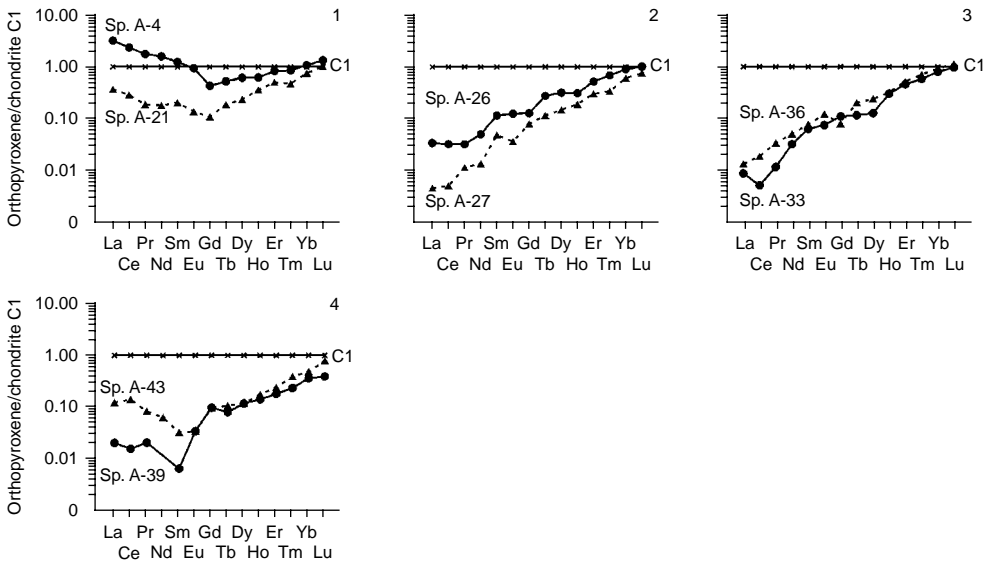 Orthopyroxene/chondrite C1
10.00
1.00
0.10
0.01
0
1
Sp. A-4
C1
Sp. A-21
La Pr Sm Gd Dy Er Yb
Ce Nd Eu Tb Ho Tm Lu
2
C1
Sp. A-26
Sp. A-27
La Pr Sm Gd Dy Er Yb
Ce Nd Eu Tb Ho Tm Lu
3
C1
Sp. A-36
Sp. A-33
La Pr Sm Gd Dy Er Yb
Ce Nd Eu Tb Ho Tm Lu
Orthopyroxene/chondrite C1
10.00
1.00
0.10
0.01
0
4
C1
Sp. A-43
Sp. A-39
La Pr Sm Gd Dy Er Yb
Ce Nd Eu Tb Ho Tm Lu